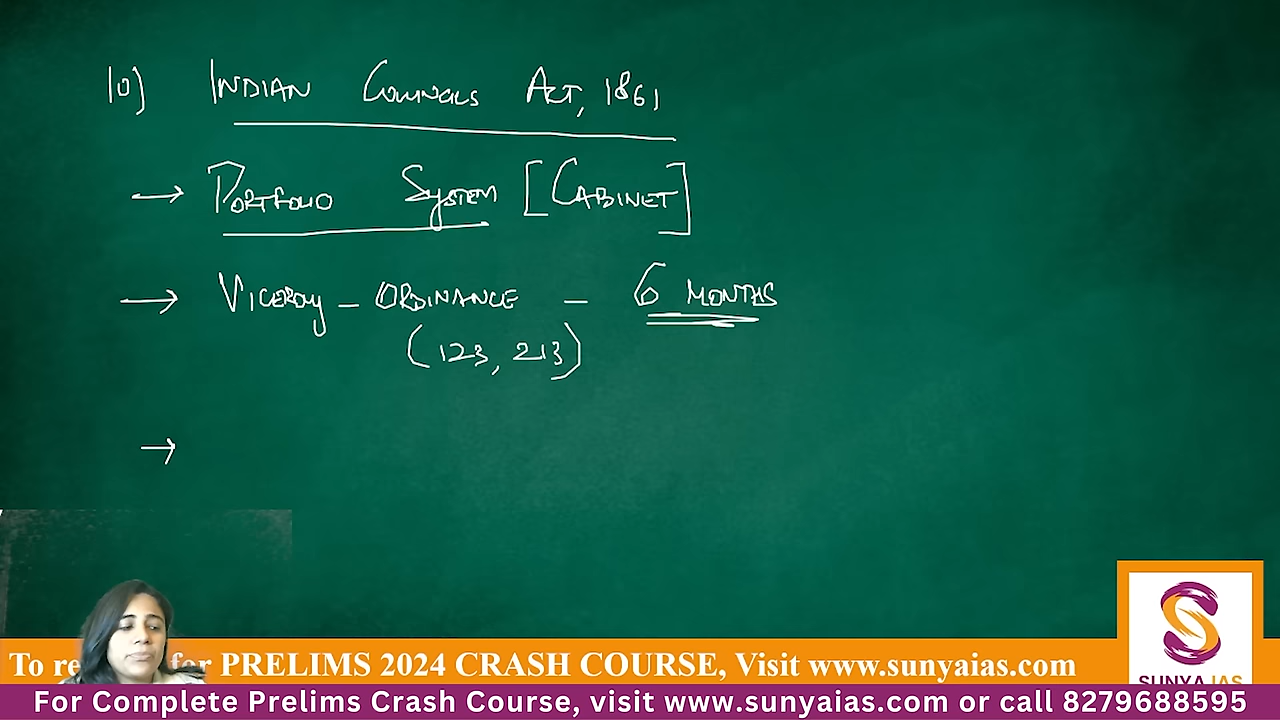 10) INDIAN COUNCILS ACT, 1861
→ PORTFOLIO SYSTEM [CABINET]
→ VICEROY - ORDINANCE - 6 MONTHS
(123, 213)
→
To re for PRELIMS 2024 CRASH COURSE, Visit www.sunyaias.com
SUNYA IAS
For Complete Prelims Crash Course, visit www.sunyaias.com or call 8279688595